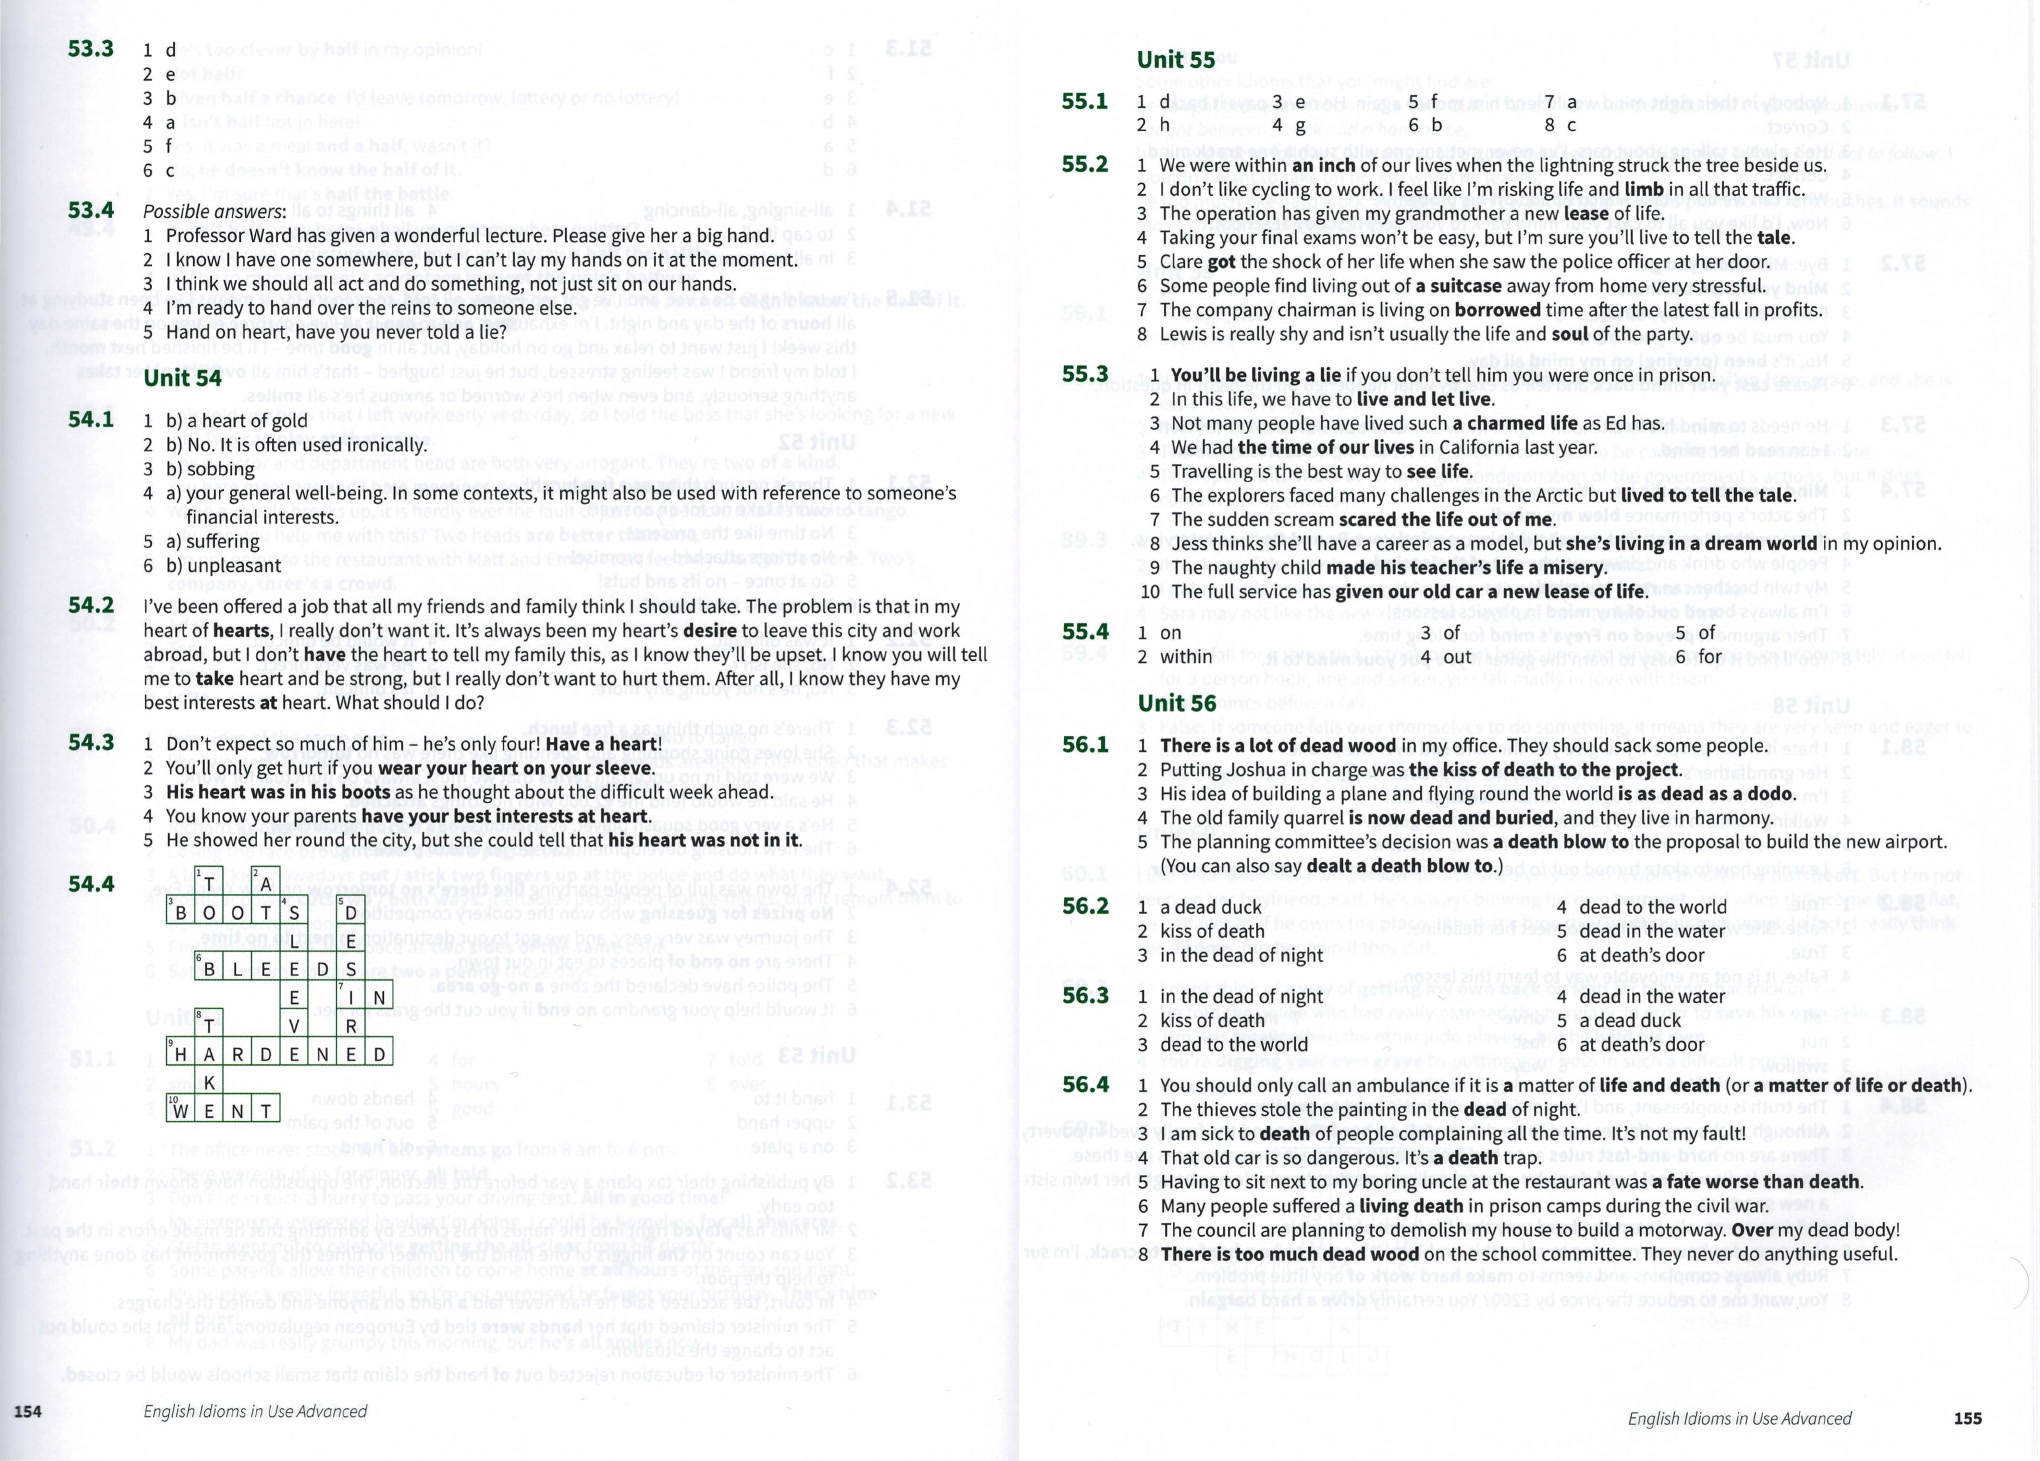 53.3 1 d
2 e
3 b
4 a
5 f
6 c
53.4 Possible answers:
1 Professor Ward has given a wonderful lecture. Please give her a big hand.
2 I know I have one somewhere, but I can't lay my hands on it at the moment.
3 I think we should all act and do something, not just sit on our hands.
4 I'm ready to hand over the reins to someone else.
5 Hand on heart, have you never told a lie?
Unit 54
54.1 1 b) a heart of gold
2 b) No. It is often used ironically.
3 b) sobbing
4 a) your general well-being. In some contexts, it might also be used with reference to someone's
financial interests.
5 a) suffering
6 b) unpleasant
54.2 I've been offered a job that all my friends and family think I should take. The problem is that in my
heart of hearts, I really don't want it. It's always been my heart's desire to leave this city and work
abroad, but I don't have the heart to tell my family this, as I know they'll be upset. I know you will tell
me to take heart and be strong, but I really don't want to hurt them. After all, I know they have my
best interests at heart. What should I do?
54.3 1 Don't expect so much of him – he's only four! Have a heart!
2 You'll only get hurt if you wear your heart on your sleeve.
3 His heart was in his boots as he thought about the difficult week ahead.
4 You know your parents have your best interests at heart.
5 He showed her round the city, but she could tell that his heart was not in it.
54.4
1 T 2 A
3 B O O T 4 S 5 D
L E
6 B L E E D S
E 7 I N
8 T V R
9 H A R D E N E D
K
10 W E N T
154 English Idioms in Use Advanced
Unit 55
55.1 1 d 3 e 5 f 7 a
2 h 4 g 6 b 8 c
55.2 1 We were within an inch of our lives when the lightning struck the tree beside us.
2 I don't like cycling to work. I feel like I'm risking life and limb in all that traffic.
3 The operation has given my grandmother a new lease of life.
4 Taking your final exams won't be easy, but I'm sure you'll live to tell the tale.
5 Clare got the shock of her life when she saw the police officer at her door.
6 Some people find living out of a suitcase away from home very stressful.
7 The company chairman is living on borrowed time after the latest fall in profits.
8 Lewis is really shy and isn't usually the life and soul of the party.
55.3 1 You'll be living a lie if you don't tell him you were once in prison.
2 In this life, we have to live and let live.
3 Not many people have lived such a charmed life as Ed has.
4 We had the time of our lives in California last year.
5 Travelling is the best way to see life.
6 The explorers faced many challenges in the Arctic but lived to tell the tale.
7 The sudden scream scared the life out of me.
8 Jess thinks she'll have a career as a model, but she's living in a dream world in my opinion.
9 The naughty child made his teacher's life a misery.
10 The full service has given our old car a new lease of life.
55.4 1 on 3 of 5 of
2 within 4 out 6 for
Unit 56
56.1 1 There is a lot of dead wood in my office. They should sack some people.
2 Putting Joshua in charge was the kiss of death to the project.
3 His idea of building a plane and flying round the world is as dead as a dodo.
4 The old family quarrel is now dead and buried, and they live in harmony.
5 The planning committee's decision was a death blow to the proposal to build the new airport.
(You can also say dealt a death blow to.)
56.2 1 a dead duck 4 dead to the world
2 kiss of death 5 dead in the water
3 in the dead of night 6 at death's door
56.3 1 in the dead of night 4 dead in the water
2 kiss of death 5 a dead duck
3 dead to the world 6 at death's door
56.4 1 You should only call an ambulance if it is a matter of life and death (or a matter of life or death).
2 The thieves stole the painting in the dead of night.
3 I am sick to death of people complaining all the time. It's not my fault!
4 That old car is so dangerous. It's a death trap.
5 Having to sit next to my boring uncle at the restaurant was a fate worse than death.
6 Many people suffered a living death in prison camps during the civil war.
7 The council are planning to demolish my house to build a motorway. Over my dead body!
8 There is too much dead wood on the school committee. They never do anything useful.
English Idioms in Use Advanced 155